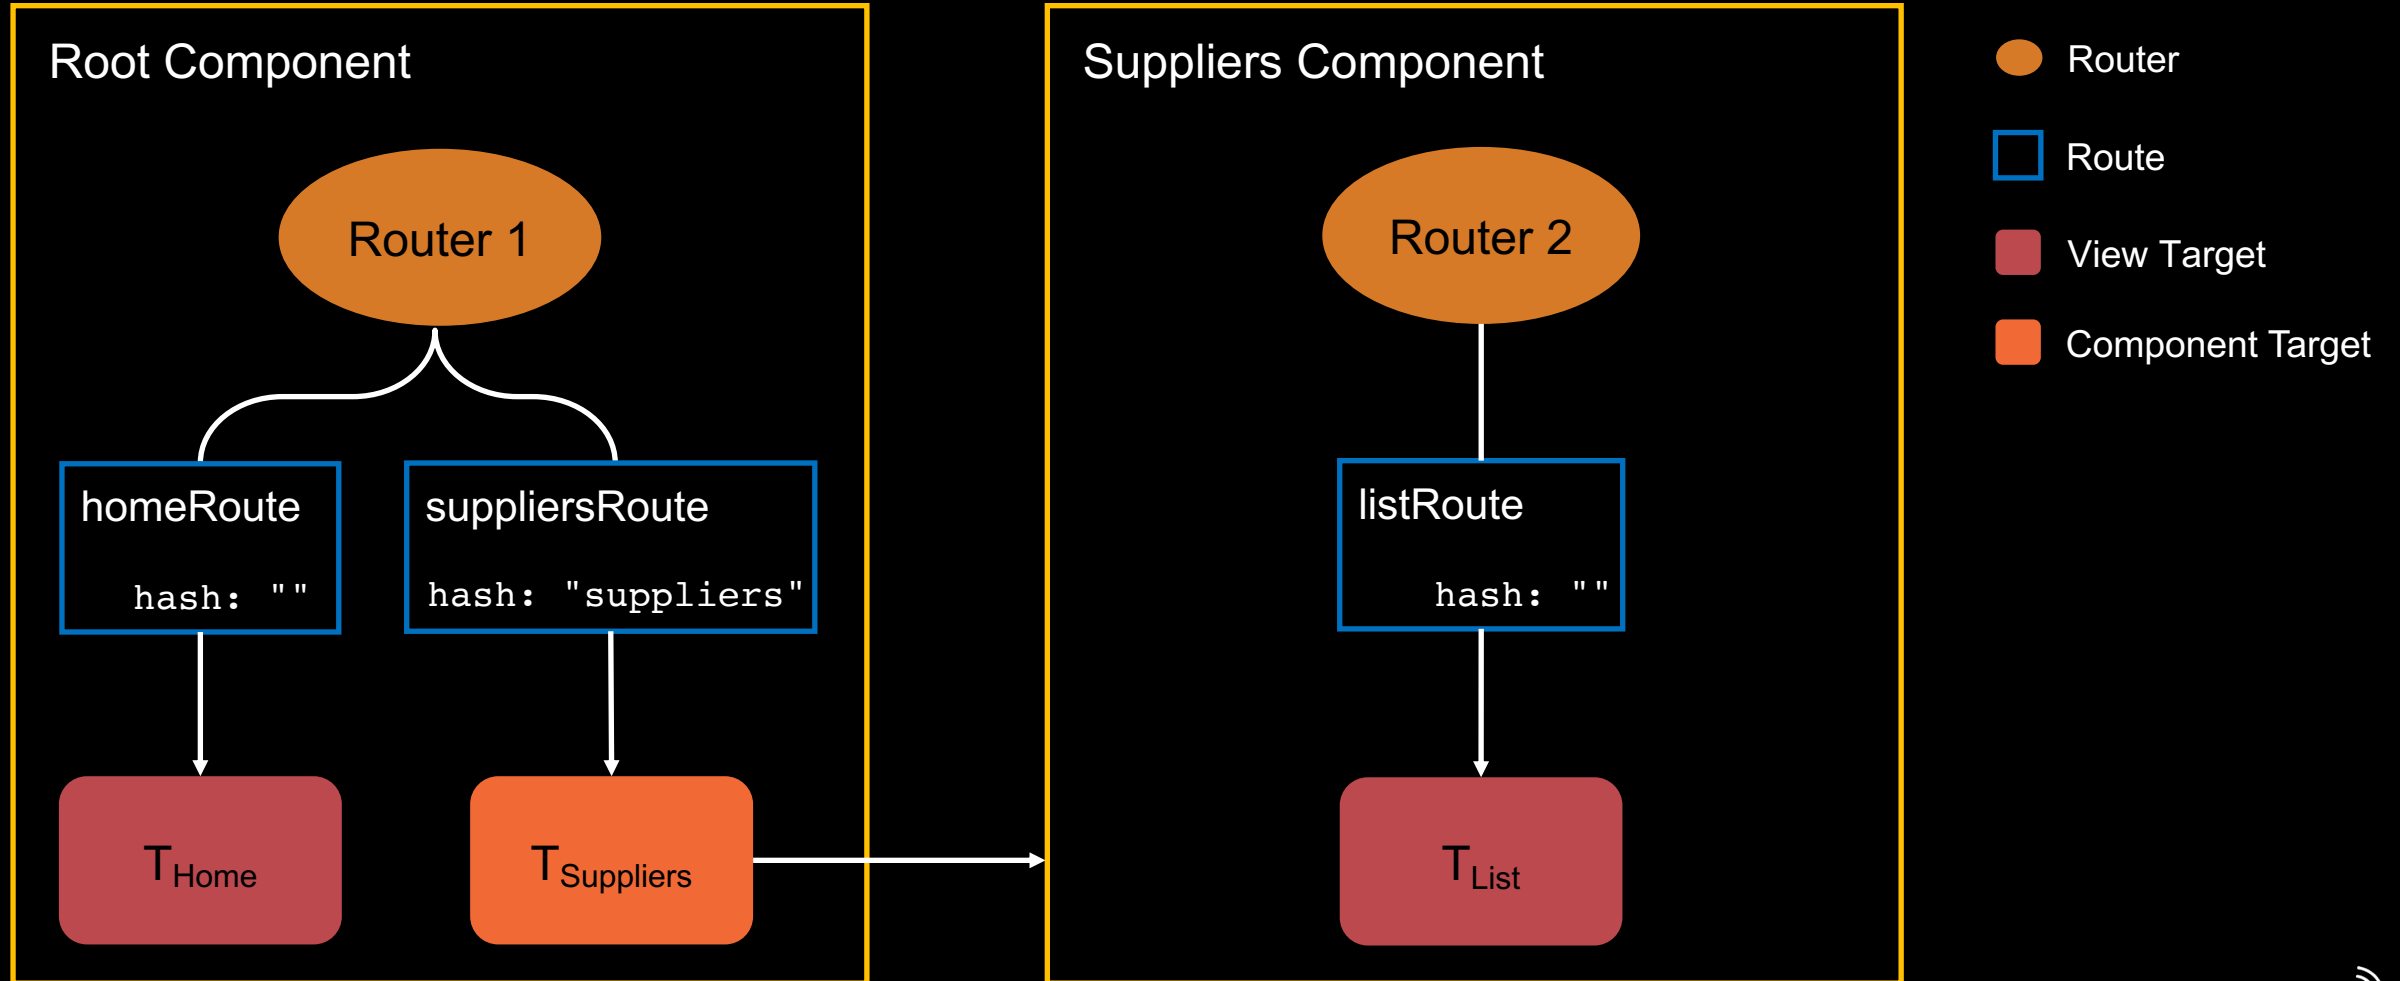 Root Component
Router 1
homeRoute
hash: ""
suppliersRoute
hash: "suppliers"
THome
TSuppliers
Suppliers Component
Router 2
listRoute
hash: ""
TList
Router
Route
View Target
Component Target